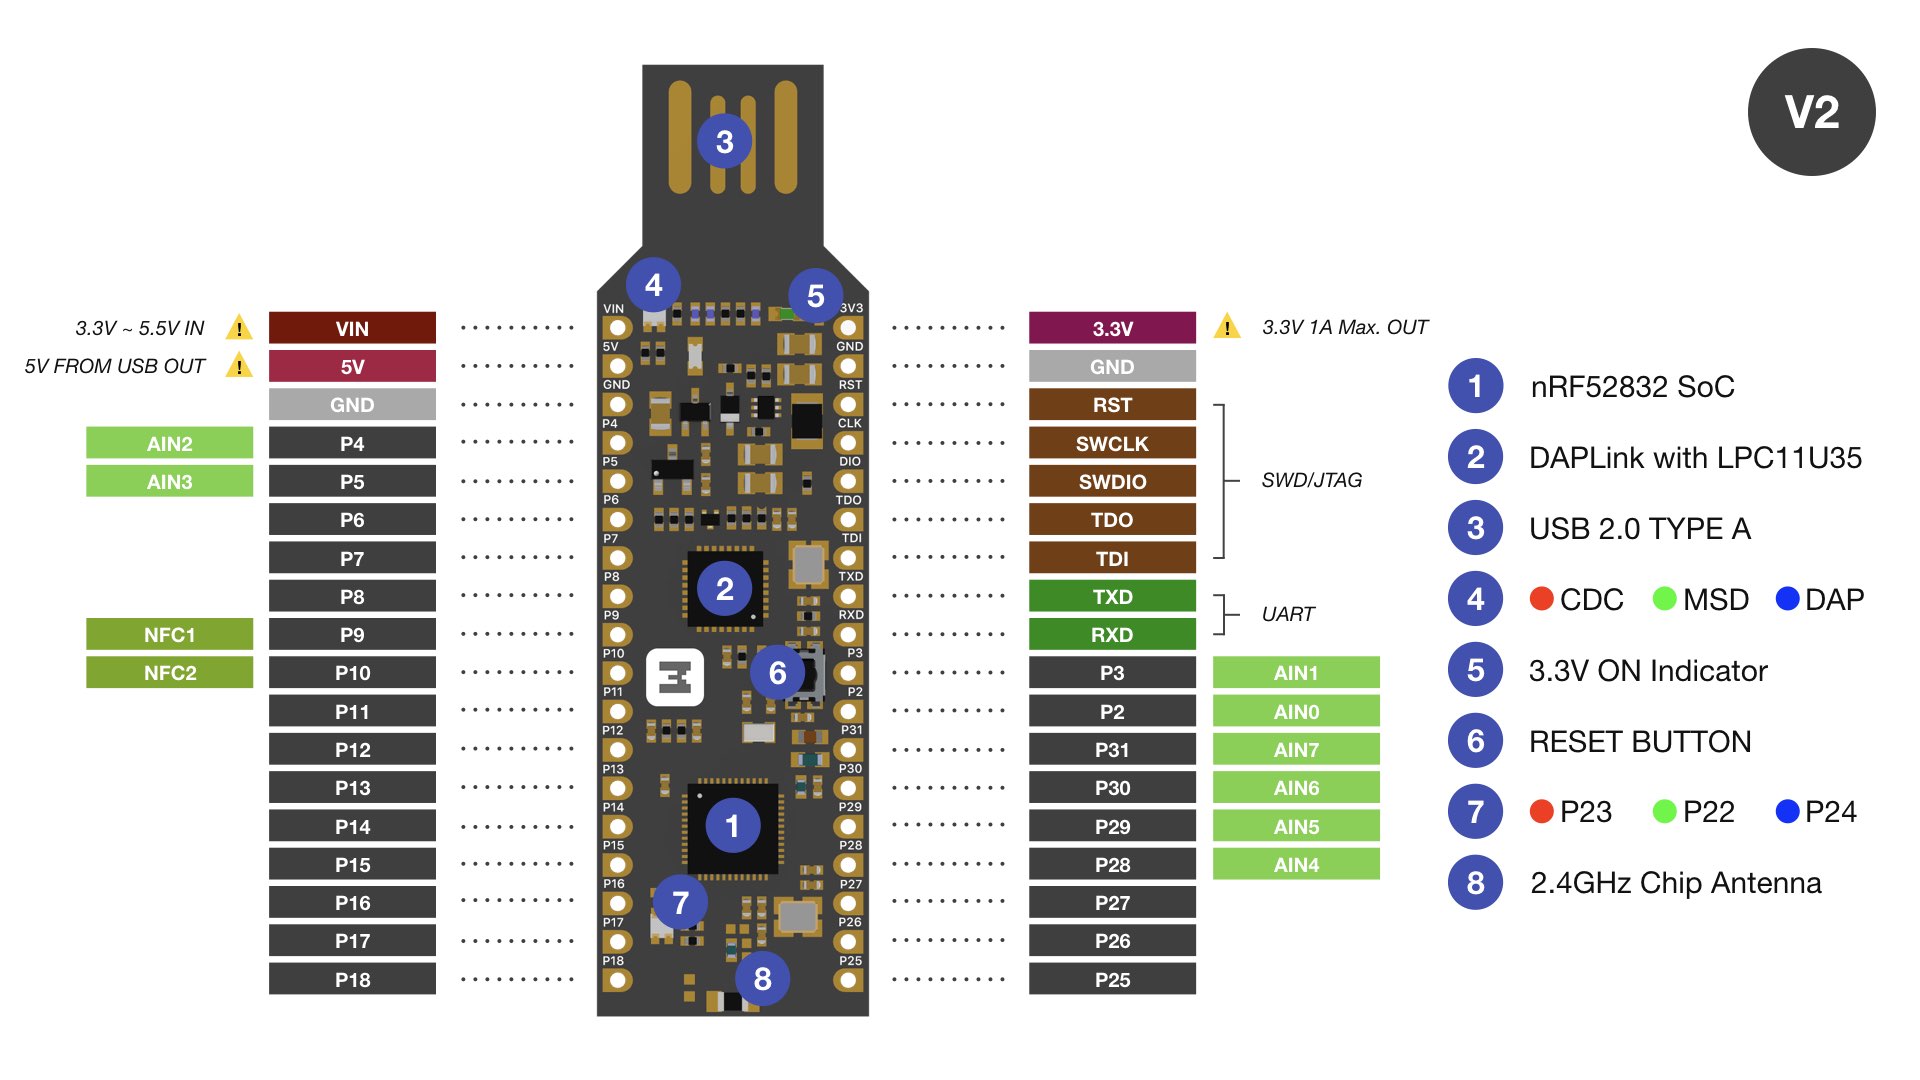 V2
3
4
5
3.3V ~ 5.5V IN
5V FROM USB OUT
VIN
5V
GND
AIN2 P4
AIN3 P5
P6
P7
P8
NFC1 P9
NFC2 P10
P11
P12
P13
P14
P15
P16
P17
P18
VIN
5V
GND
P4
P5
P6
P7
P8
P9
P10
P11
P12
P13
P14
P15
P16
P17
P18
2
6
1
7
8
3V3
GND
RST
CLK
DIO
TDO
TDI
TXD
RXD
P3
P2
P31
P30
P29
P28
P27
P26
P25
3.3V 3.3V 1A Max. OUT
GND
RST
SWCLK
SWDIO
TDO
TDI
SWD/JTAG
TXD
RXD
UART
P3 AIN1
P2 AIN0
P31 AIN7
P30 AIN6
P29 AIN5
P28 AIN4
P27
P26
P25
1 nRF52832 SoC
2 DAPLink with LPC11U35
3 USB 2.0 TYPE A
4 CDC MSD DAP
5 3.3V ON Indicator
6 RESET BUTTON
7 P23 P22 P24
8 2.4GHz Chip Antenna